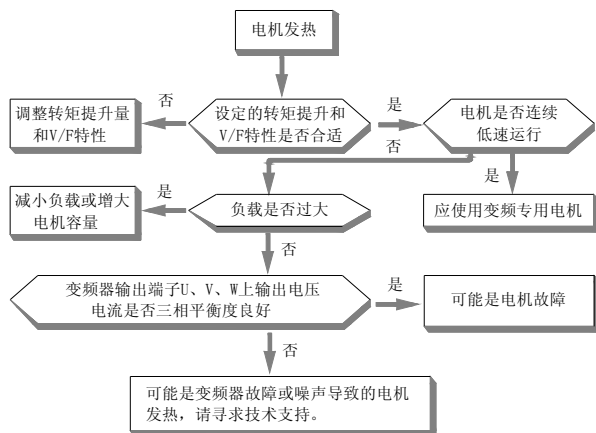 电机发热
否
是
调整转矩提升量
和V/F特性
设定的转矩提升和
V/F特性是否合适
电机是否连续
低速运行
否
是
是
减小负载或增大
电机容量
负载是否过大
应使用变频专用电机
否
变频器输出端子U、V、W上输出电压
电流是否三相平衡度良好
是
可能是电机故障
否
可能是变频器故障或噪声导致的电机
发热，请寻求技术支持。